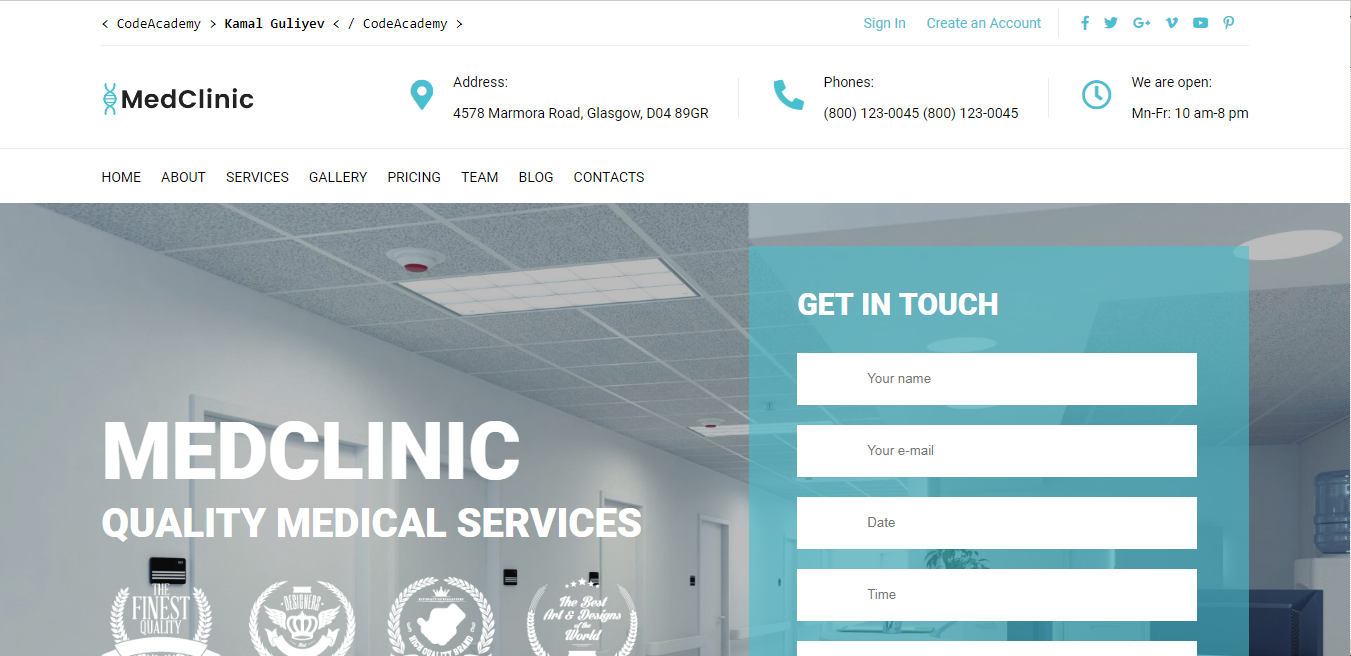 < CodeAcademy > Kamal Guliyev < / CodeAcademy >
Sign In Create an Account
MedClinic
Address:
4578 Marmora Road, Glasgow, D04 89GR
Phones:
(800) 123-0045 (800) 123-0045
We are open:
Mn-Fr: 10 am-8 pm
HOME ABOUT SERVICES GALLERY PRICING TEAM BLOG CONTACTS
MEDCLINIC
QUALITY MEDICAL SERVICES
THE
FINEST
QUALITY
DESIGNERS
HIGH QUALITY BRAND
The Best
Art & Designs
of the
World
GET IN TOUCH
Your name
Your e-mail
Date
Time